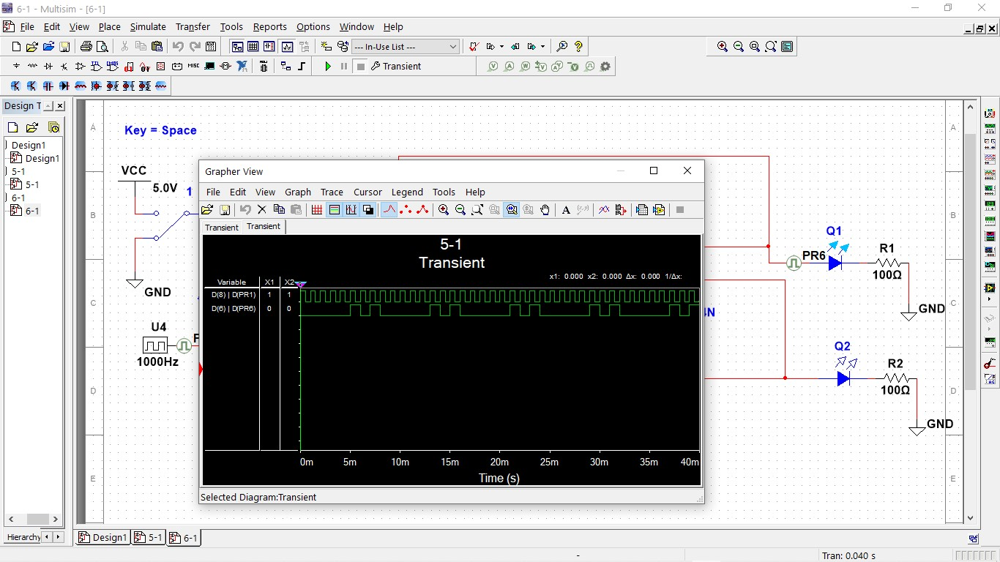 6-1 - Multisim - [6-1]
File Edit View Place Simulate Transfer Tools Reports Options Window Help
--- In-Use List ---
MISC
Transient
V A W
Design T
Design1
Design1
5-1
5-1
6-1
6-1
Hierarchy
A
B
C
D
E
Key = Space
VCC
5.0V
1
GND
U4
1000Hz
Grapher View
File Edit View Graph Trace Cursor Legend Tools Help
Transient Transient
5-1
Transient
x1: 0.000 x2: 0.000 Δx: 0.000 1/Δx:
Variable X1 X2
D(8) | D(PR1) 1 1
D(6) | D(PR6) 0 0
0m 5m 10m 15m 20m 25m 30m 35m 40m
Time (s)
Selected Diagram:Transient
4N
Q1
PR6
R1
100Ω
GND
Q2
R2
100Ω
GND
A
B
C
D
E
Design1 5-1 6-1
-
Tran: 0.040 s